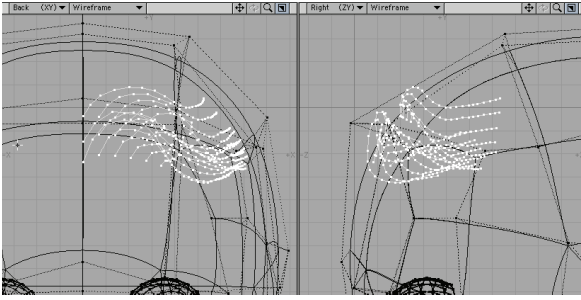 Back (XY) Wireframe
Right (ZY) Wireframe
+Y
+Y
-X
+X
-Z